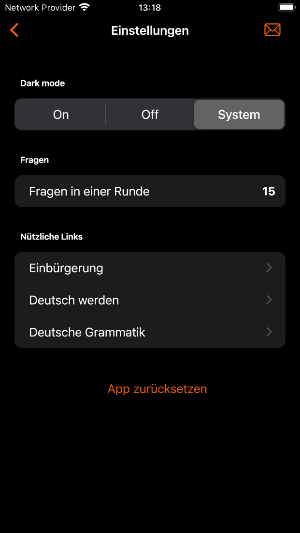 Network Provider 13:18
Einstellungen
Dark mode
On Off System
Fragen
Fragen in einer Runde 15
Nützliche Links
Einbürgerung
Deutsch werden
Deutsche Grammatik
App zurücksetzen